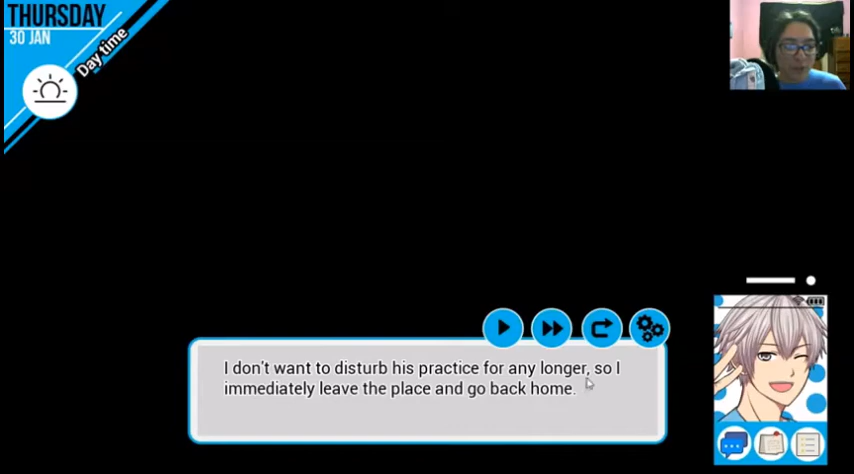 THURSDAY
30 JAN
Day time
I don't want to disturb his practice for any longer, so I
immediately leave the place and go back home.